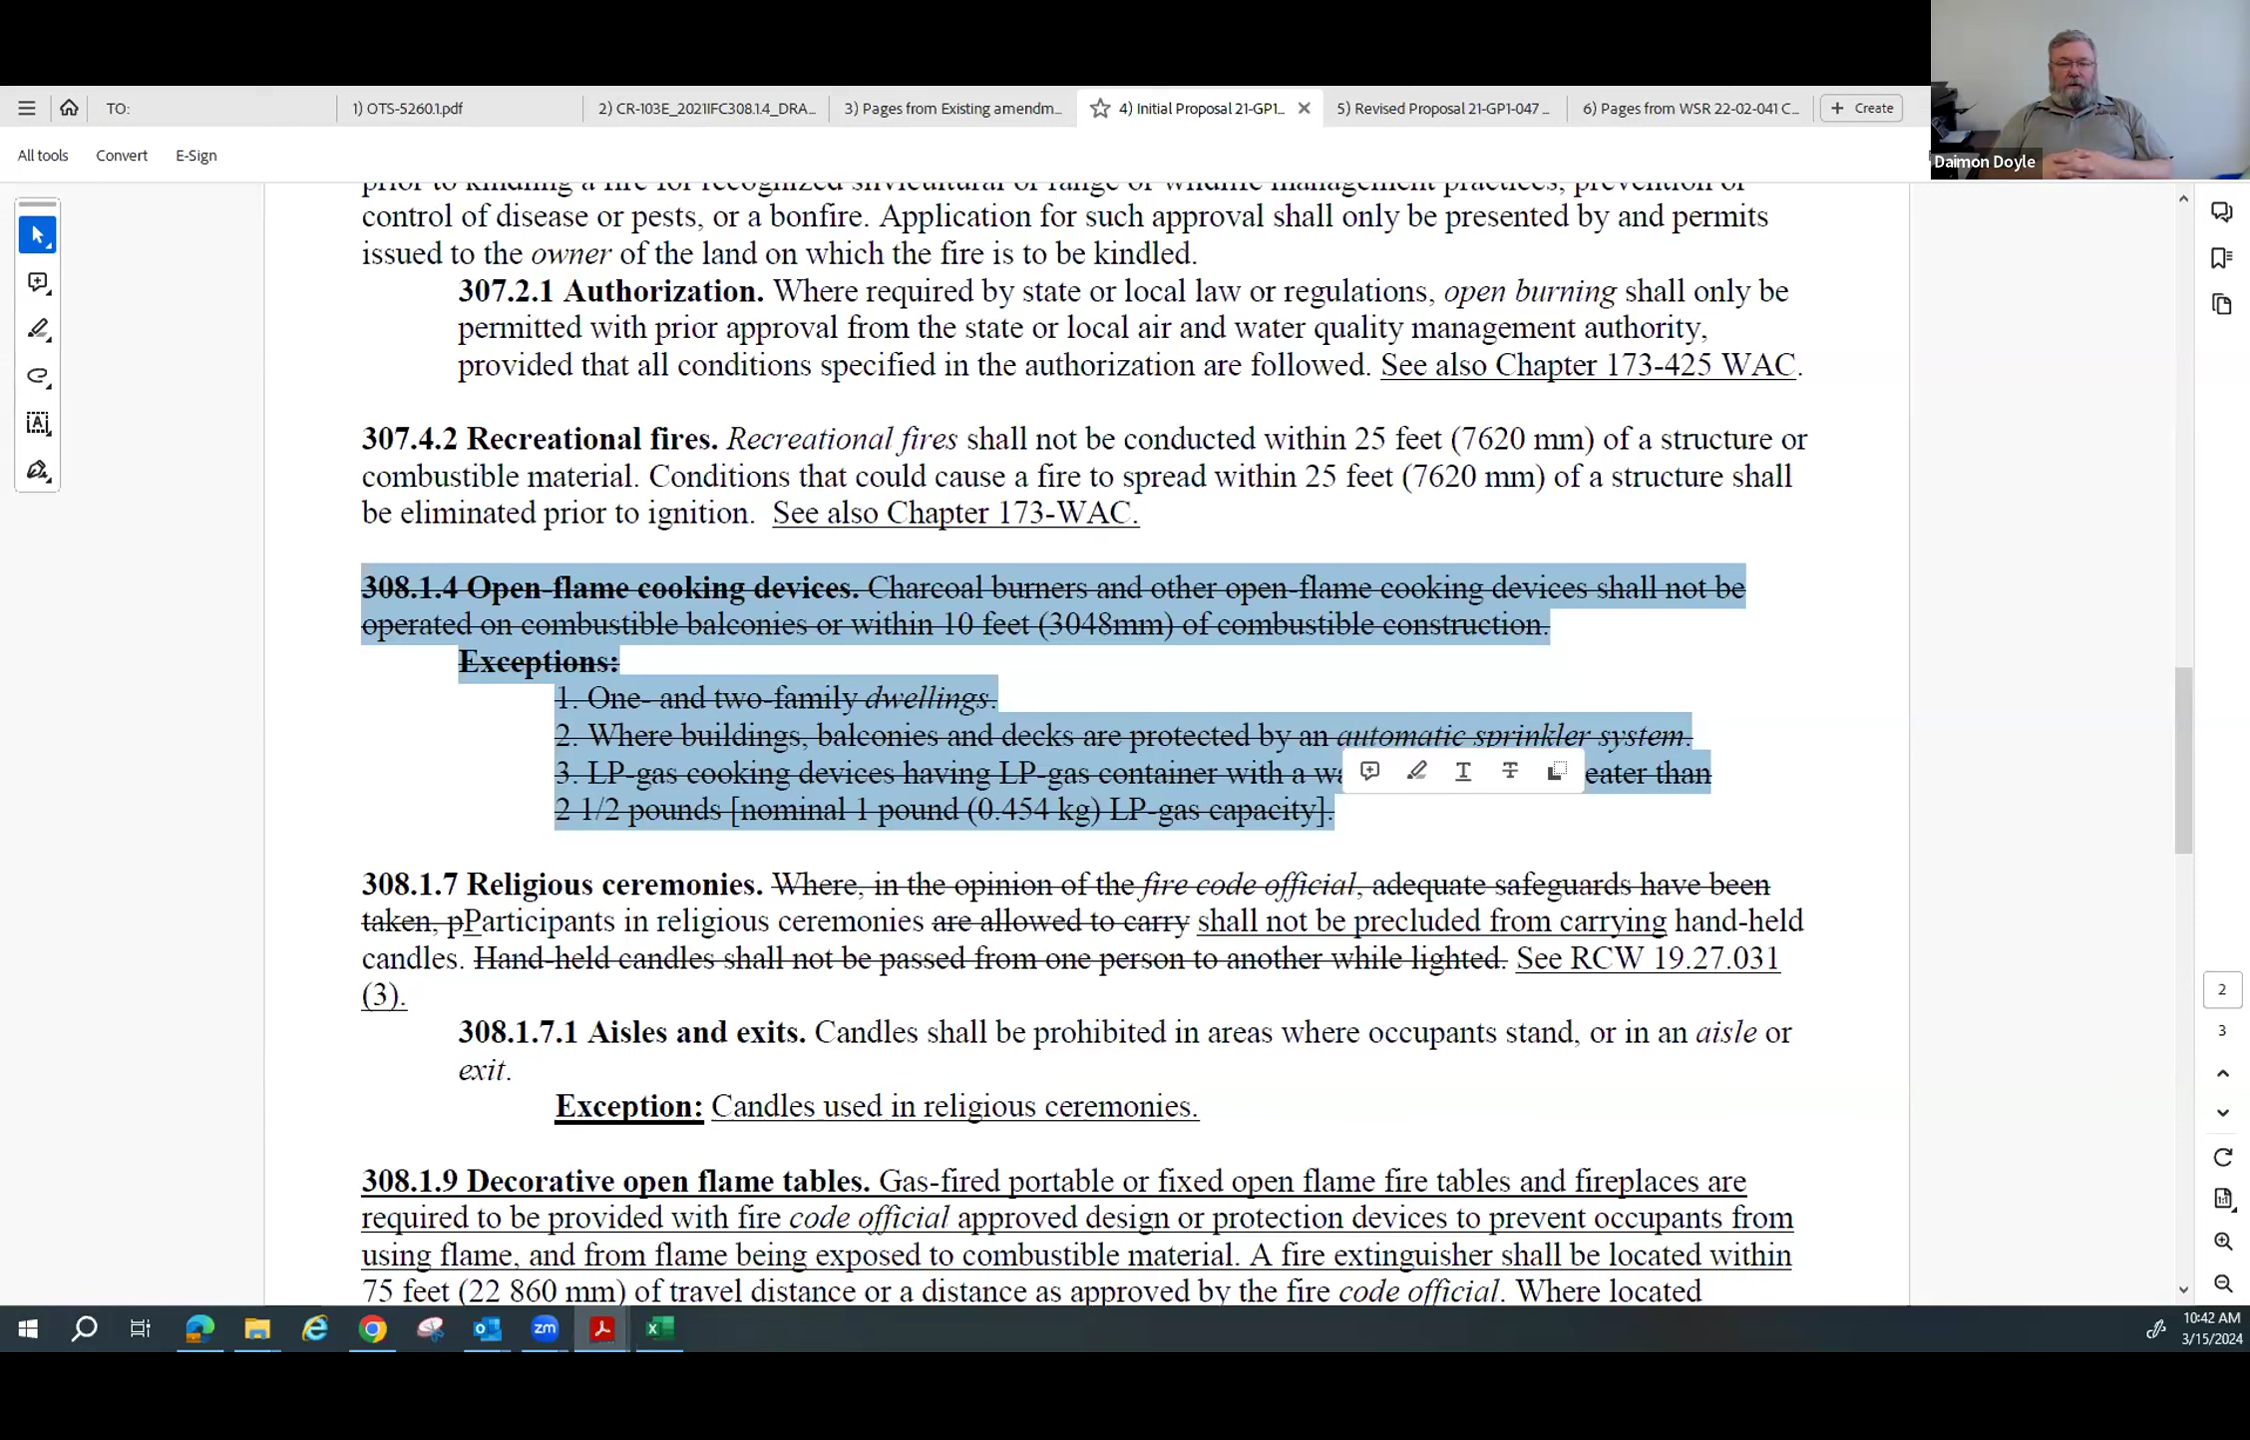 TO:
1) OTS-5260.1.pdf
2) CR-103E_2021IFC308.1.4_DRA...
3) Pages from Existing amendm...
4) Initial Proposal 21-GP1...
5) Revised Proposal 21-GP1-047 ...
6) Pages from WSR 22-02-041 C...
Create
All tools
Convert
E-Sign
Daimon Doyle
prior to kindling a fire for recognized silvicultural or range or wildlife management practices, prevention or
control of disease or pests, or a bonfire. Application for such approval shall only be presented by and permits
issued to the owner of the land on which the fire is to be kindled.
307.2.1 Authorization. Where required by state or local law or regulations, open burning shall only be
permitted with prior approval from the state or local air and water quality management authority,
provided that all conditions specified in the authorization are followed. See also Chapter 173-425 WAC.
307.4.2 Recreational fires. Recreational fires shall not be conducted within 25 feet (7620 mm) of a structure or
combustible material. Conditions that could cause a fire to spread within 25 feet (7620 mm) of a structure shall
be eliminated prior to ignition. See also Chapter 173-WAC.
308.1.4 Open-flame cooking devices. Charcoal burners and other open-flame cooking devices shall not be
operated on combustible balconies or within 10 feet (3048mm) of combustible construction.
Exceptions:
1. One- and two-family dwellings.
2. Where buildings, balconies and decks are protected by an automatic sprinkler system.
3. LP-gas cooking devices having LP-gas container with a wa eater than
2 1/2 pounds [nominal 1 pound (0.454 kg) LP-gas capacity].
308.1.7 Religious ceremonies. Where, in the opinion of the fire code official, adequate safeguards have been
taken, pParticipants in religious ceremonies are allowed to carry shall not be precluded from carrying hand-held
candles. Hand-held candles shall not be passed from one person to another while lighted. See RCW 19.27.031
(3).
308.1.7.1 Aisles and exits. Candles shall be prohibited in areas where occupants stand, or in an aisle or
exit.
Exception: Candles used in religious ceremonies.
308.1.9 Decorative open flame tables. Gas-fired portable or fixed open flame fire tables and fireplaces are
required to be provided with fire code official approved design or protection devices to prevent occupants from
using flame, and from flame being exposed to combustible material. A fire extinguisher shall be located within
75 feet (22 860 mm) of travel distance or a distance as approved by the fire code official. Where located
2
3
zm
10:42 AM
3/15/2024